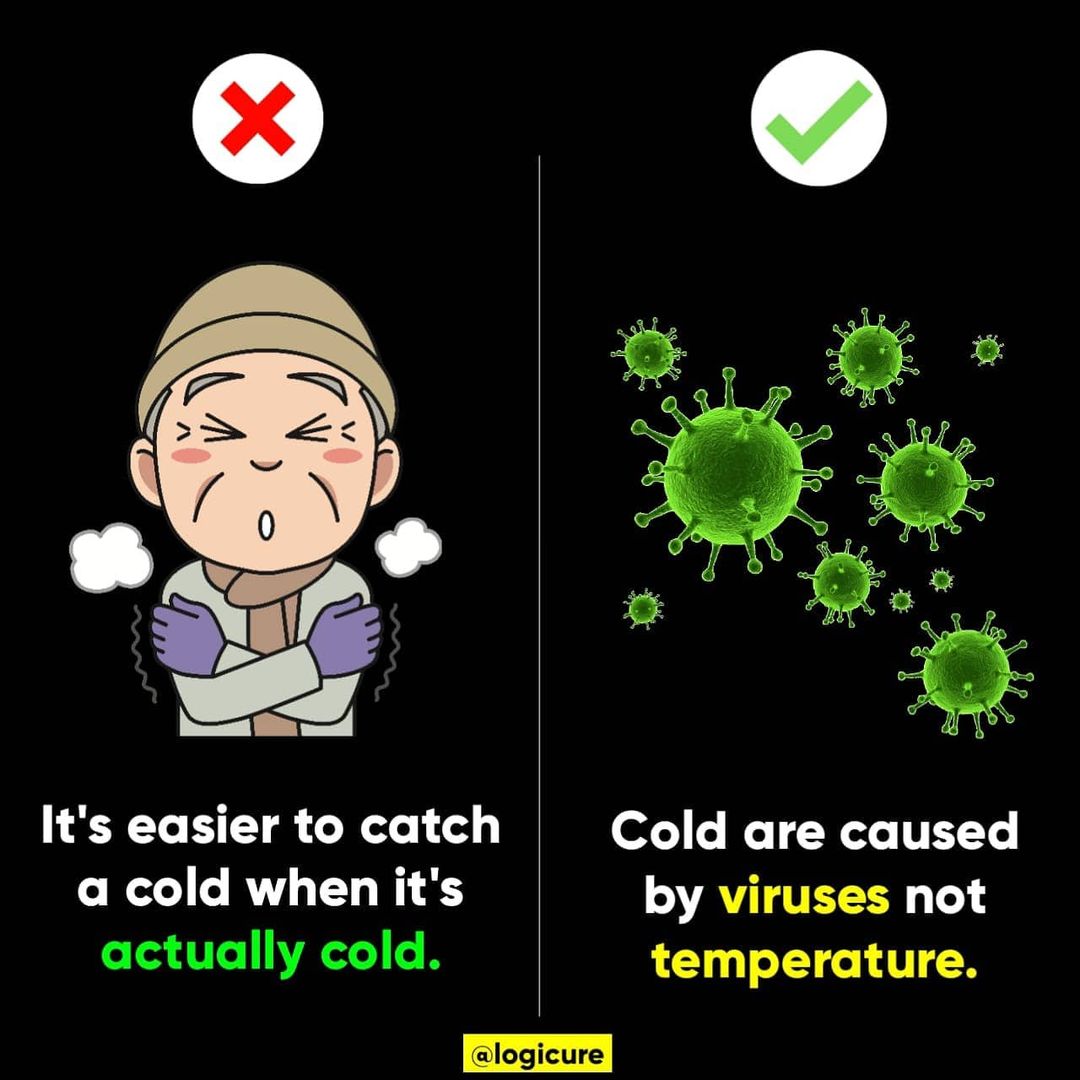 It's easier to catch
a cold when it's
actually cold.
Cold are caused
by viruses not
temperature.
@logicure